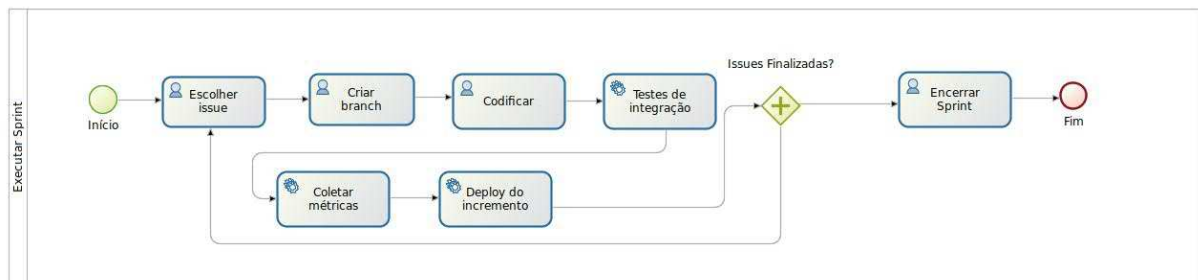 Executar Sprint
Início
Escolher
issue
Criar
branch
Codificar
Testes de
integração
Coletar
métricas
Deploy do
incremento
Issues Finalizadas?
Encerrar
Sprint
Fim